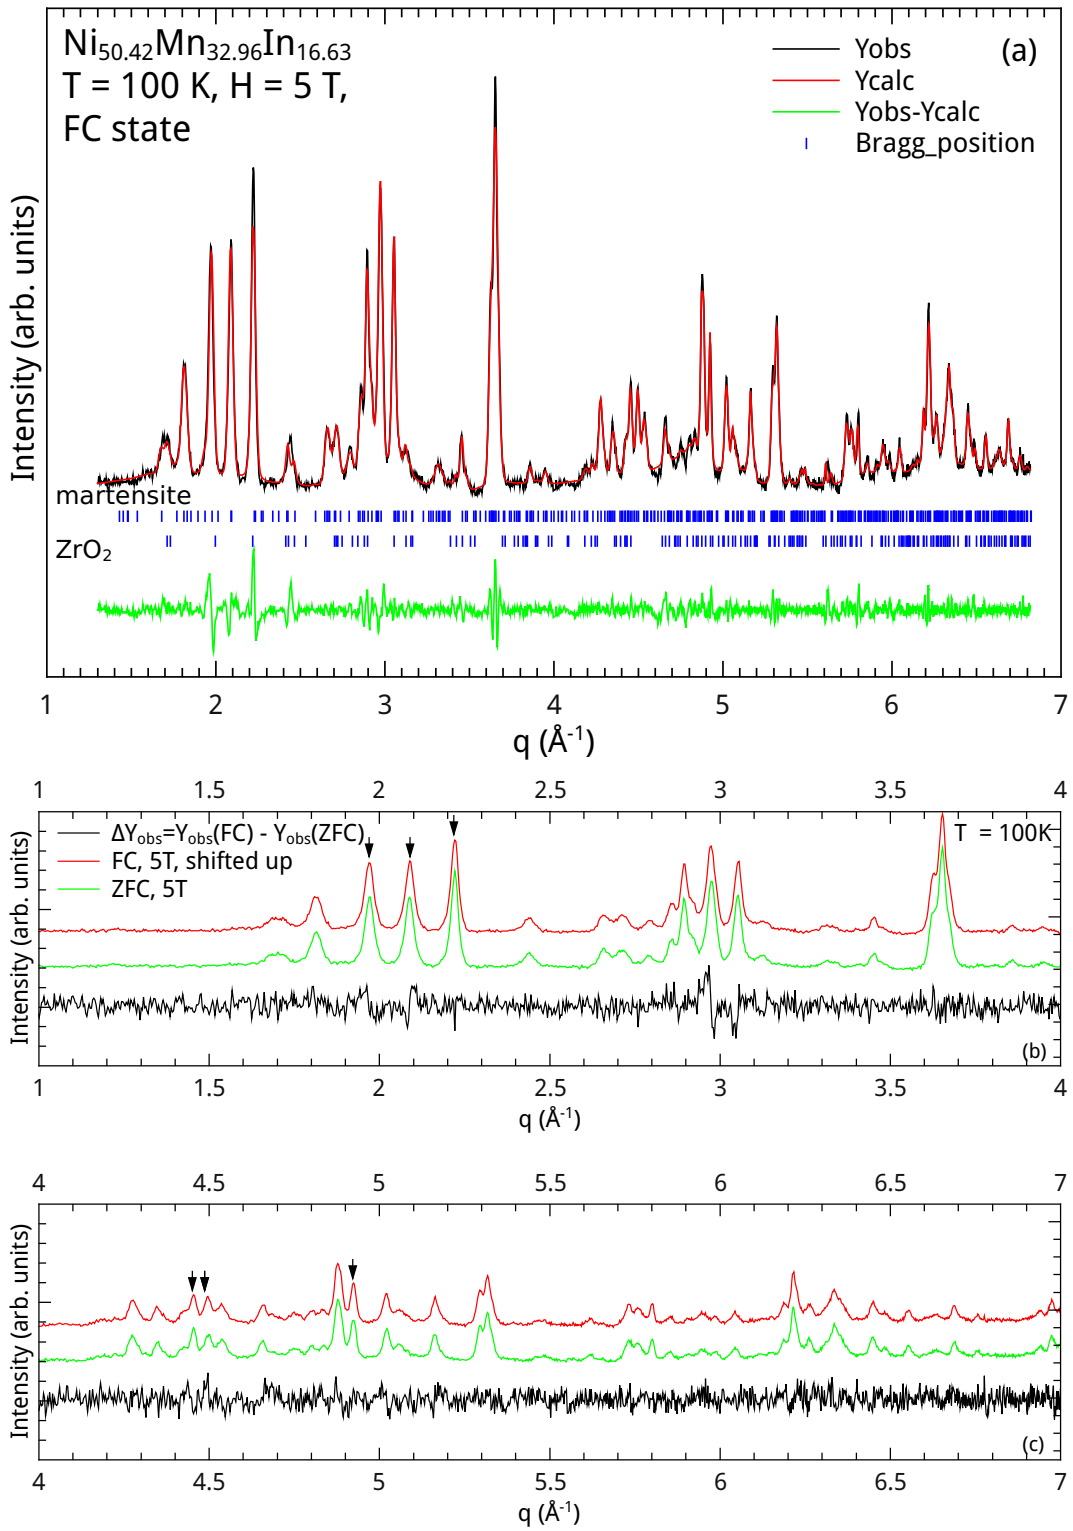 Ni50.42Mn32.96In16.63
T = 100 K, H = 5 T,
FC state
Yobs
Ycalc
Yobs-Ycalc
Bragg_position
(a)
Intensity (arb. units)
martensite
ZrO2
1 2 3 4 5 6 7
q (Å-1)
1 1.5 2 2.5 3 3.5 4
ΔYobs=Yobs(FC) - Yobs(ZFC)
FC, 5T, shifted up
ZFC, 5T
T = 100K
Intensity (arb. units)
(b)
1 1.5 2 2.5 3 3.5 4
q (Å-1)
4 4.5 5 5.5 6 6.5 7
Intensity (arb. units)
(c)
4 4.5 5 5.5 6 6.5 7
q (Å-1)